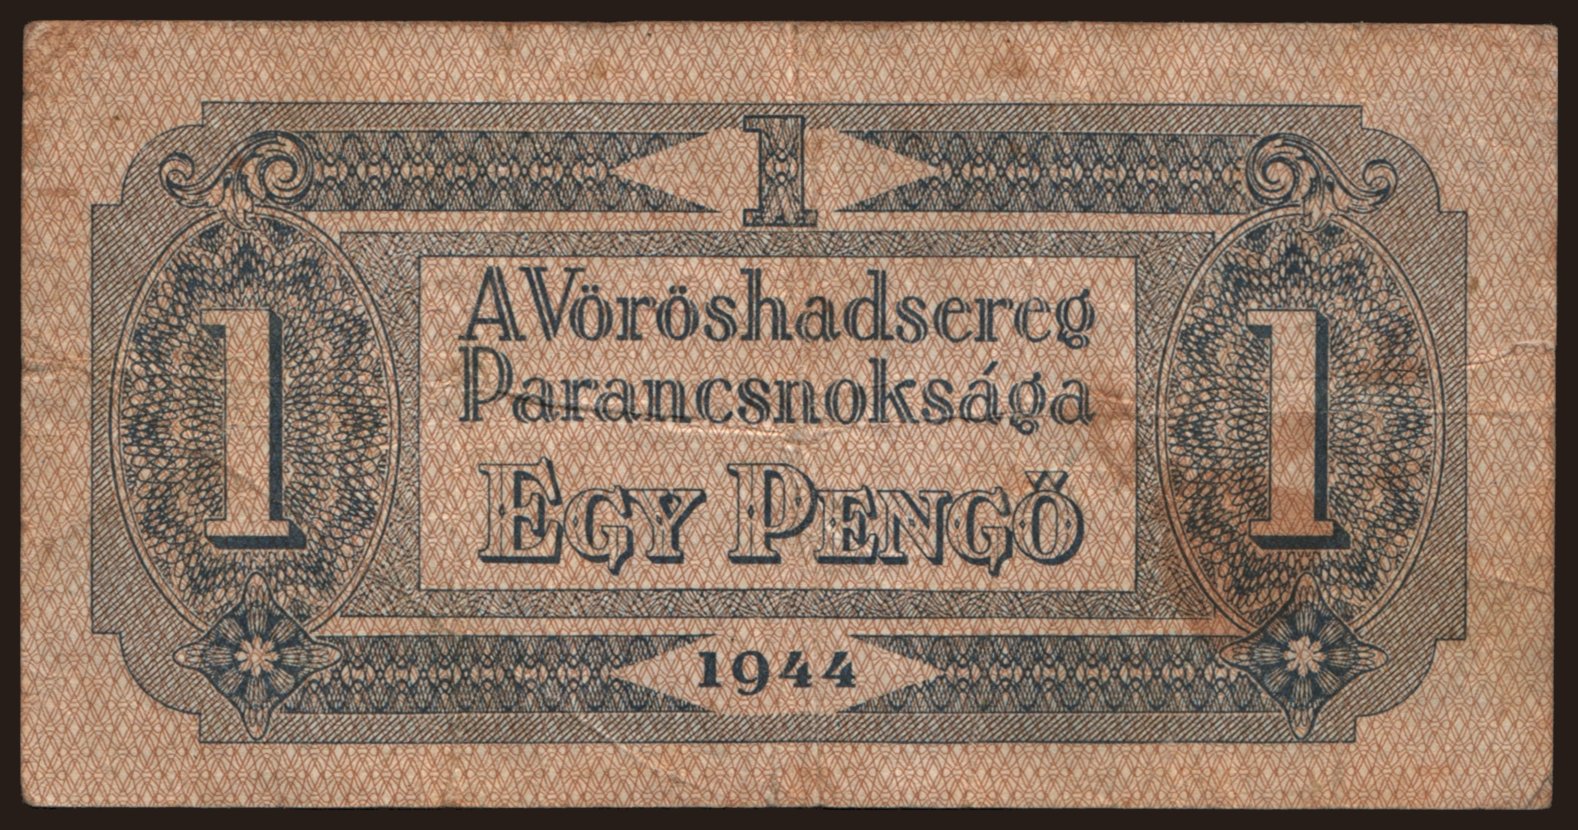 1
A Vöröshadsereg
Parancsnoksága
1
1
EGY PENGŐ
1944